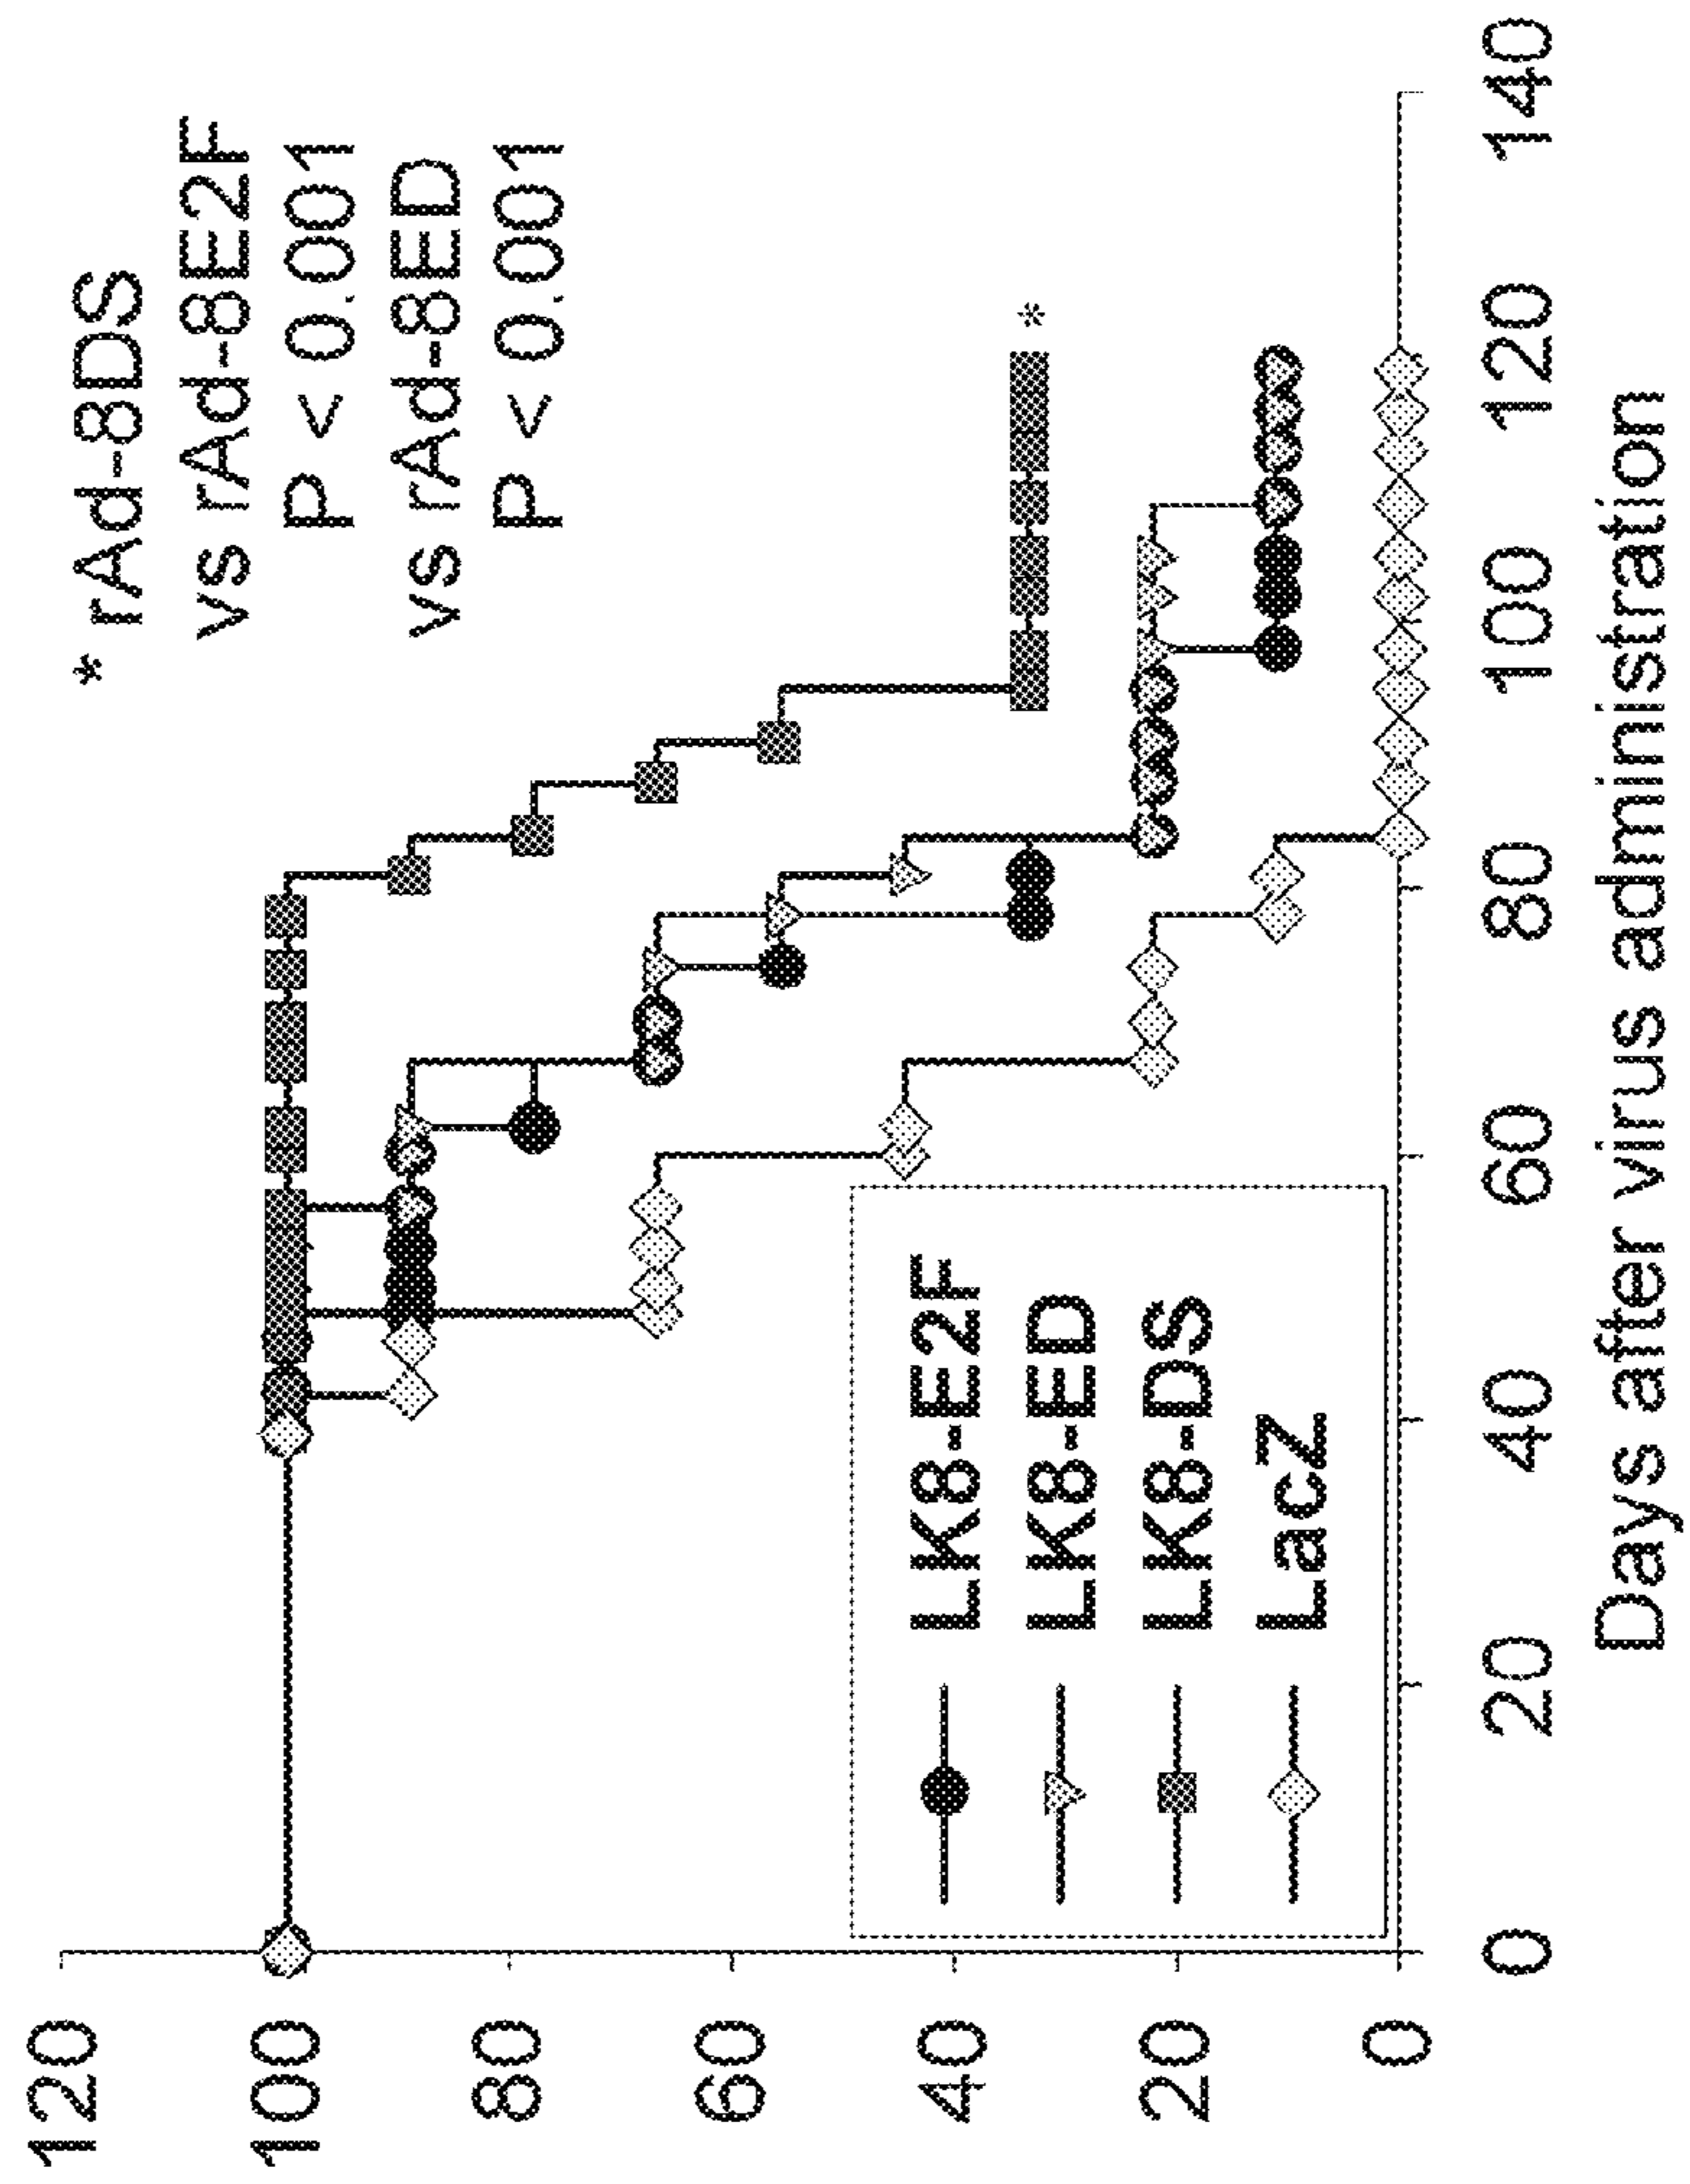 120
100
80
60
40
20
0
* rAd-8DS
vs rAd-8E2F
P < 0.001
vs rAd-8ED
P < 0.001
*
LK8-E2F
LK8-ED
LK8-DS
LacZ
0 20 40 60 80 100 120 140
Days after virus administration